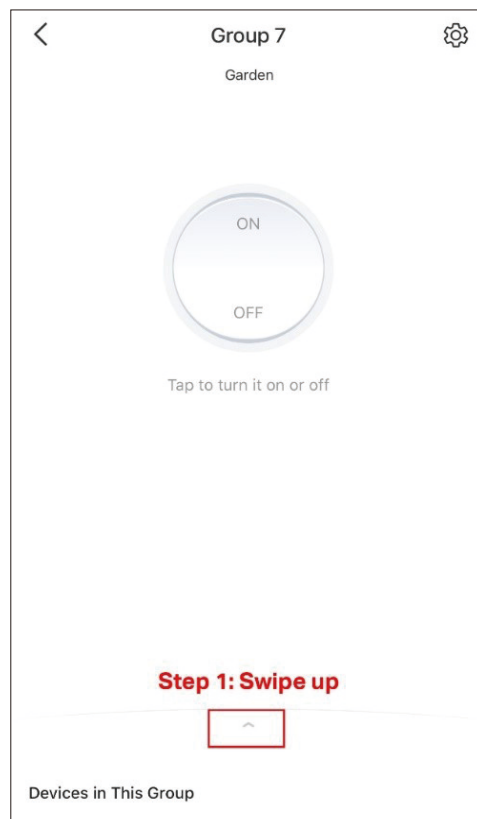 Group 7
Garden
ON
OFF
Tap to turn it on or off
Step 1: Swipe up
Devices in This Group